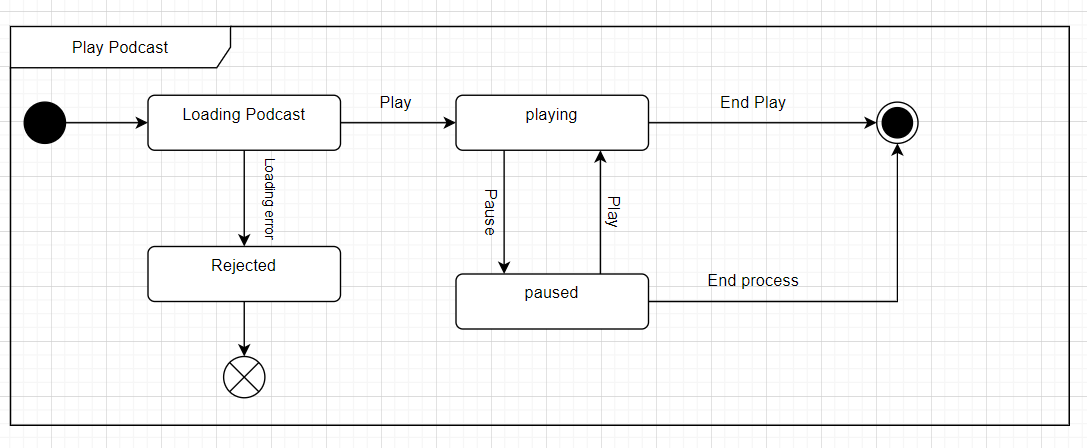 Play Podcast
Loading Podcast
Play
playing
End Play
Loading error
Pause
Play
Rejected
paused
End process